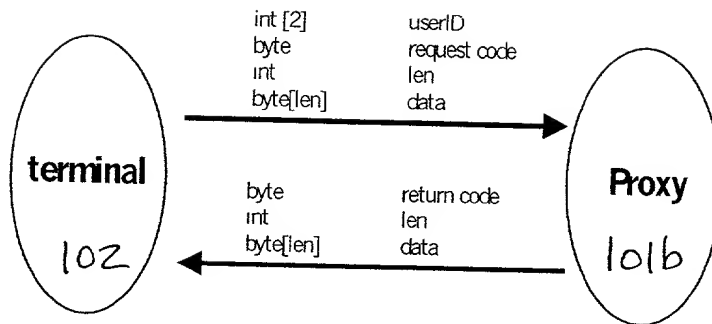 int [2] userID
byte request code
int len
byte[len] data
terminal
102
byte return code
int len
byte[len] data
Proxy
101b